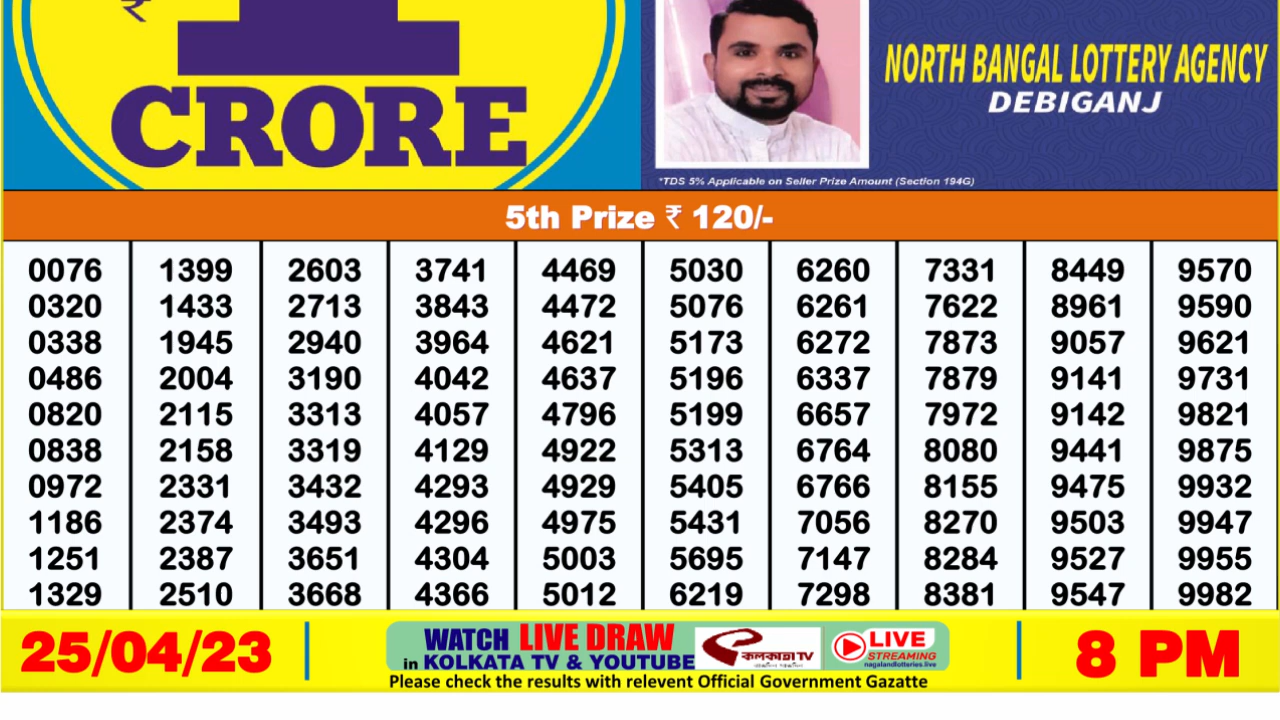 ₹ 1
CRORE
NORTH BANGAL LOTTERY AGENCY
DEBIGANJ
*TDS 5% Applicable on Seller Prize Amount (Section 194G)
5th Prize ₹ 120/-
0076 1399 2603 3741 4469 5030 6260 7331 8449 9570
0320 1433 2713 3843 4472 5076 6261 7622 8961 9590
0338 1945 2940 3964 4621 5173 6272 7873 9057 9621
0486 2004 3190 4042 4637 5196 6337 7879 9141 9731
0820 2115 3313 4057 4796 5199 6657 7972 9142 9821
0838 2158 3319 4129 4922 5313 6764 8080 9441 9875
0972 2331 3432 4293 4929 5405 6766 8155 9475 9932
1186 2374 3493 4296 4975 5431 7056 8270 9503 9947
1251 2387 3651 4304 5003 5695 7147 8284 9527 9955
1329 2510 3668 4366 5012 6219 7298 8381 9547 9982
25/04/23
WATCH LIVE DRAW
in KOLKATA TV & YOUTUBE
কলকাতা TV
LIVE
STREAMING
nagalandlotteries.live
8 PM
Please check the results with relevent Official Government Gazatte